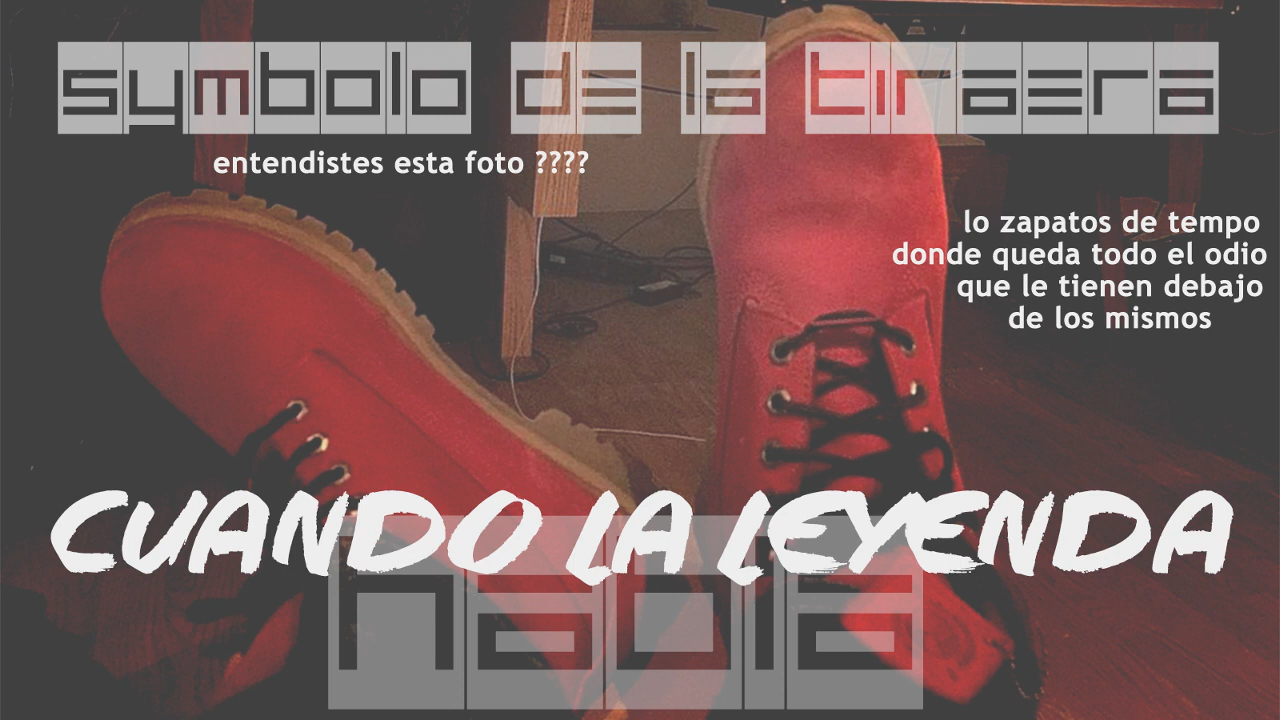 symbolo de la tiraera
entendistes esta foto ????
lo zapatos de tempo
donde queda todo el odio
que le tienen debajo
de los mismos
CUANDO LA LEYENDA
habla